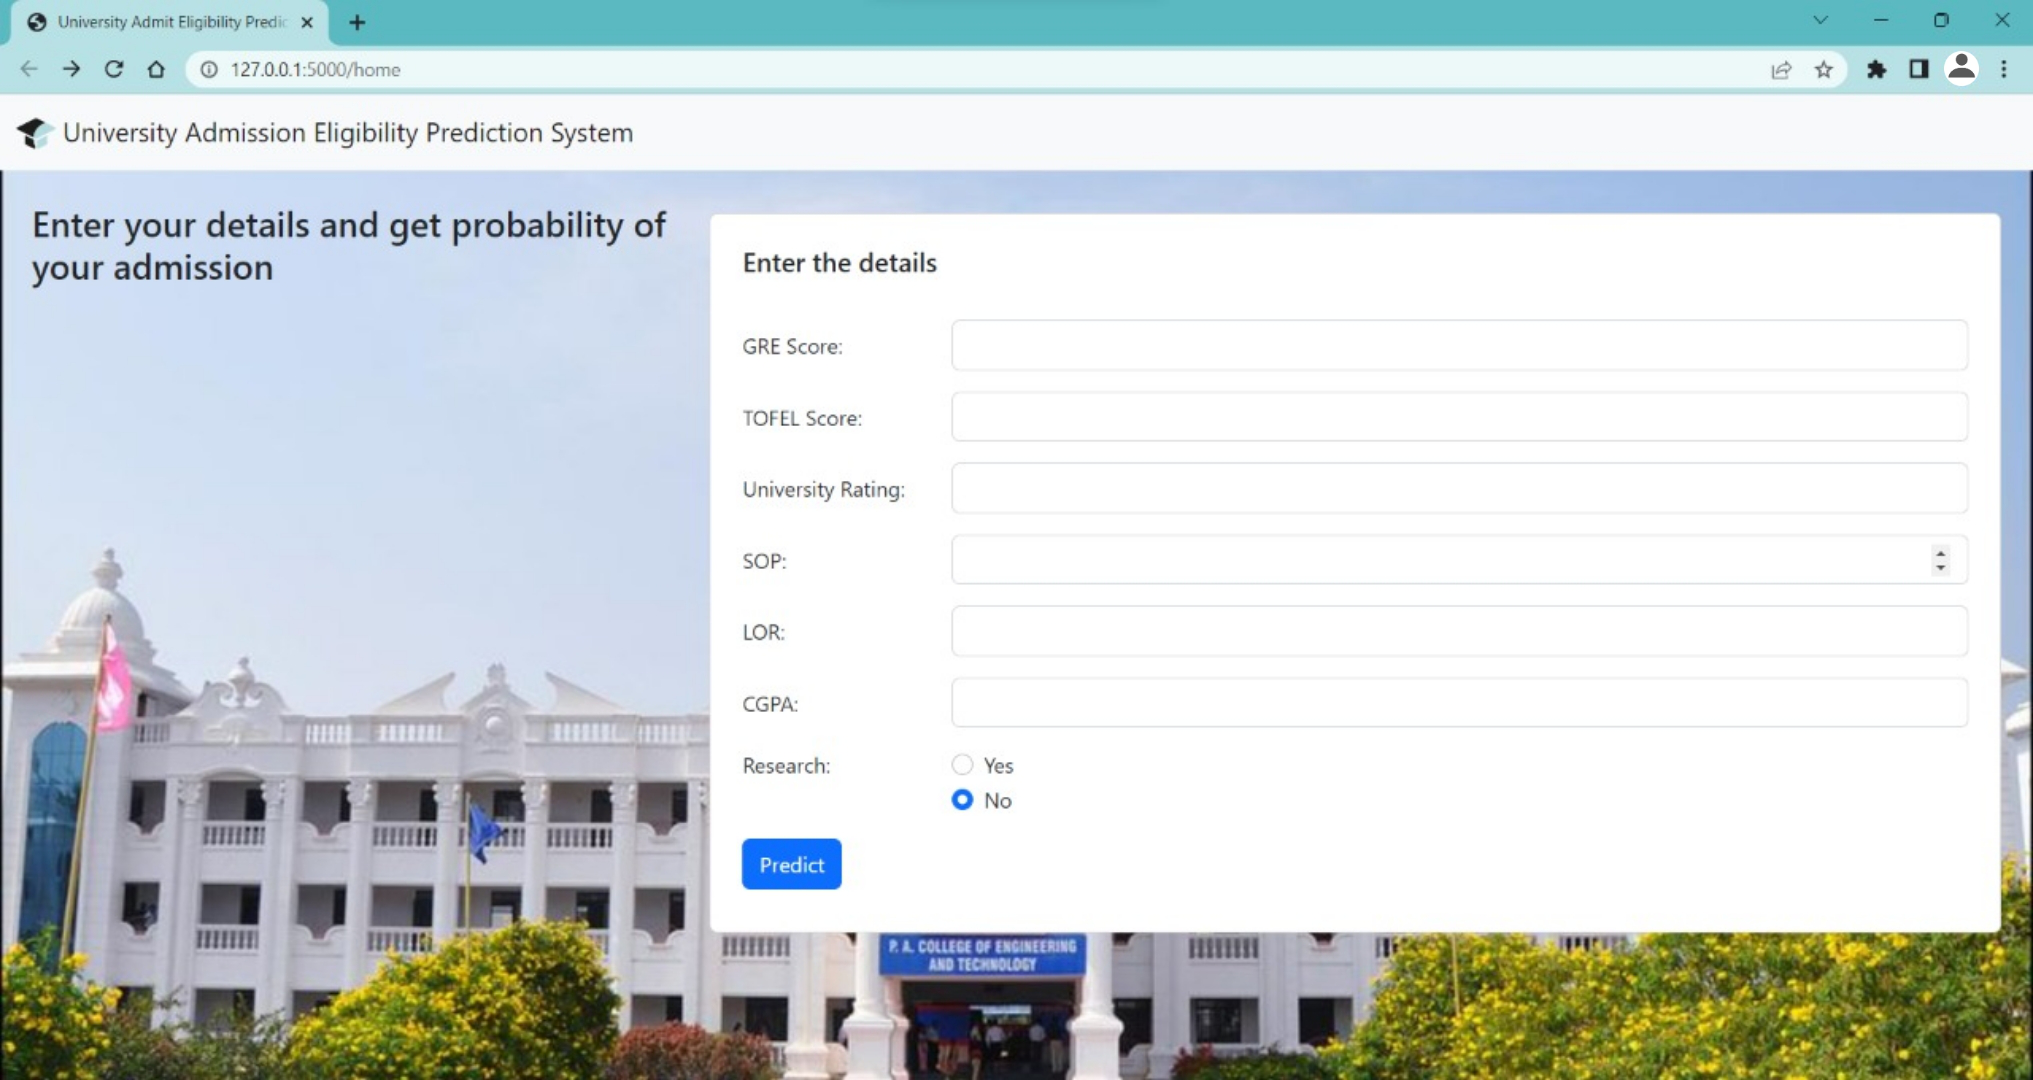 University Admit Eligibility Predic
127.0.0.1:5000/home
University Admission Eligibility Prediction System
Enter your details and get probability of
your admission
Enter the details
GRE Score:
TOFEL Score:
University Rating:
SOP:
LOR:
CGPA:
Research:
Yes
No
Predict
P. A. COLLEGE OF ENGINEERING
AND TECHNOLOGY